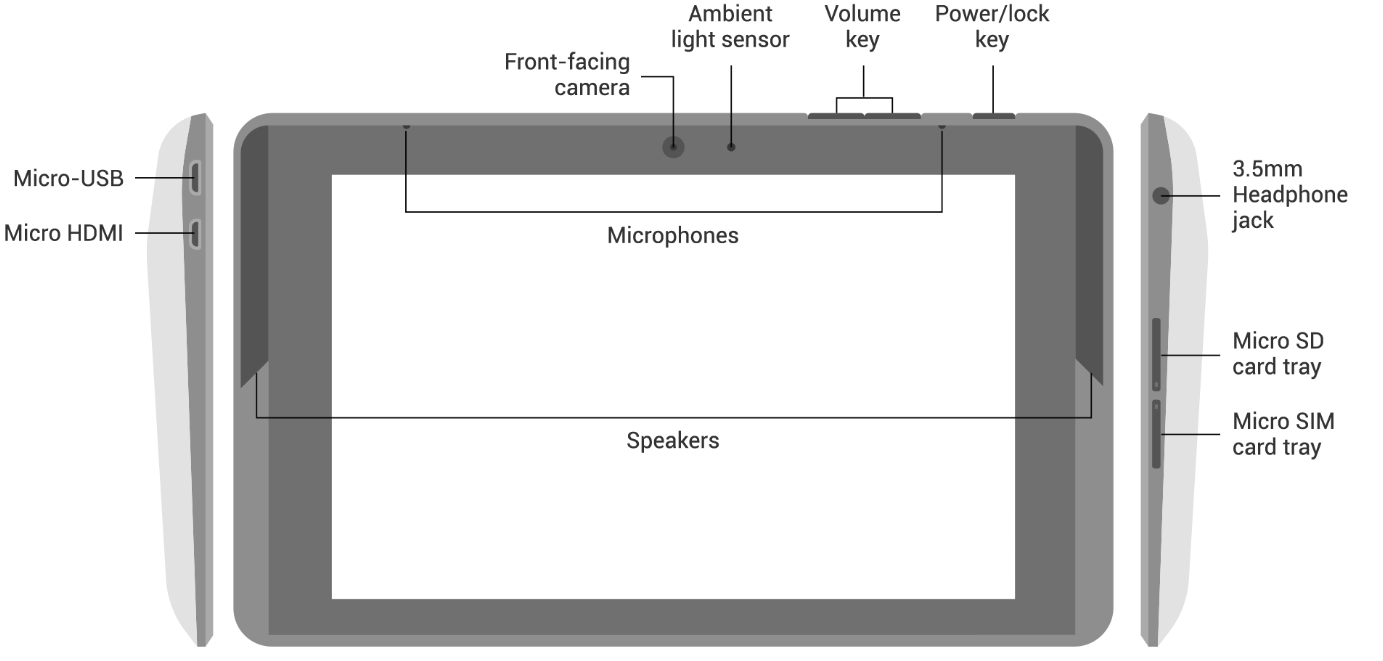 Ambient
light sensor
Volume
key
Power/lock
key
Front-facing
camera
Micro-USB
Micro HDMI
3.5mm
Headphone
jack
Microphones
Micro SD
card tray
Micro SIM
card tray
Speakers